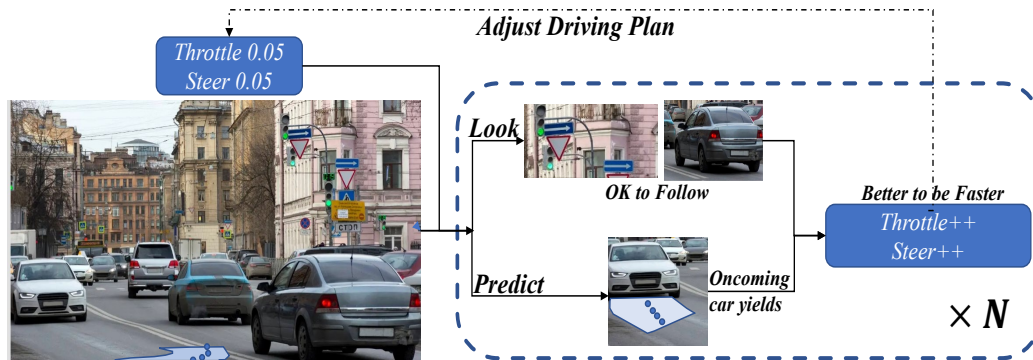 Adjust Driving Plan
Throttle 0.05
Steer 0.05
Look
OK to Follow
Better to be Faster
Throttle++
Steer++
Predict
Oncoming
car yields
× N
СТОП